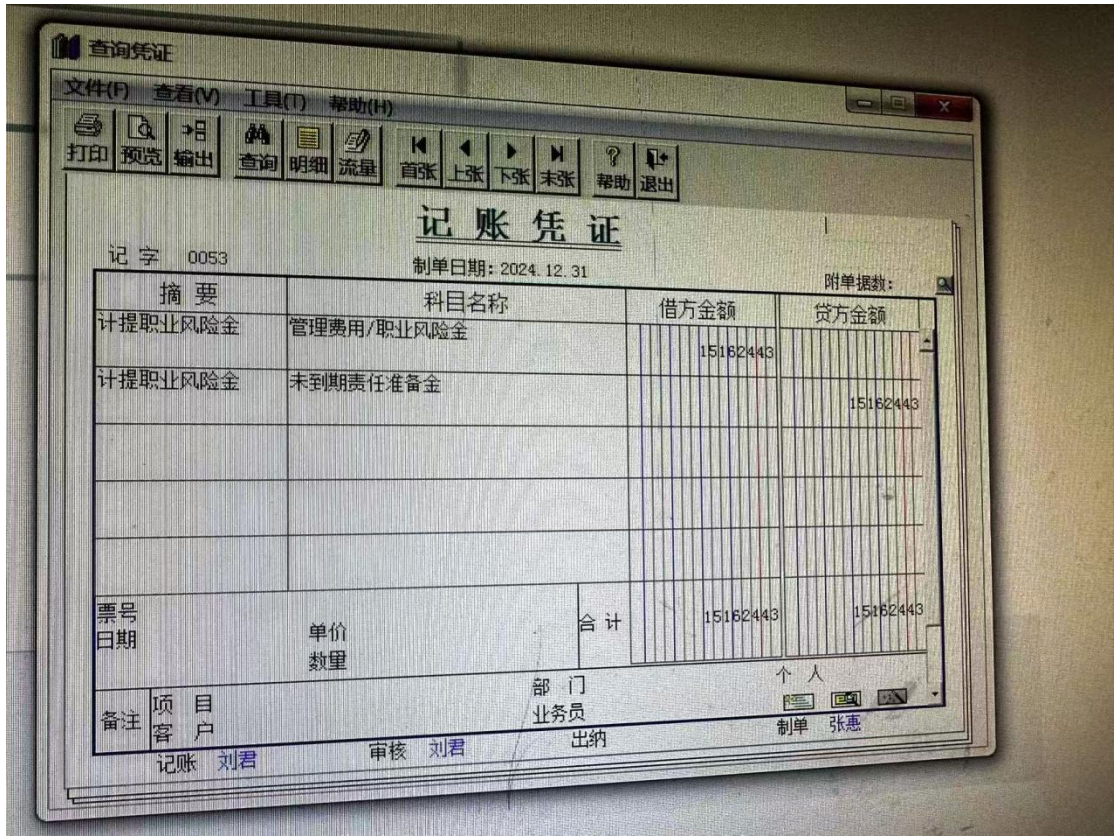 查询凭证
文件(F) 查看(V) 工具(T) 帮助(H)
打印 预览 输出 查询 明细 流量 首张 上张 下张 末张 帮助 退出
记 账 凭 证
记 字 0053 制单日期: 2024.12.31 附单据数:
摘 要 科目名称 借方金额 贷方金额
计提职业风险金 管理费用/职业风险金 15162443
计提职业风险金 未到期责任准备金 15162443
票号
日期 单价 合 计 15162443 15162443
数量
备注 项 目 部 门 个 人
客 户 业务员
记账 刘君 审核 刘君 出纳 制单 张惠